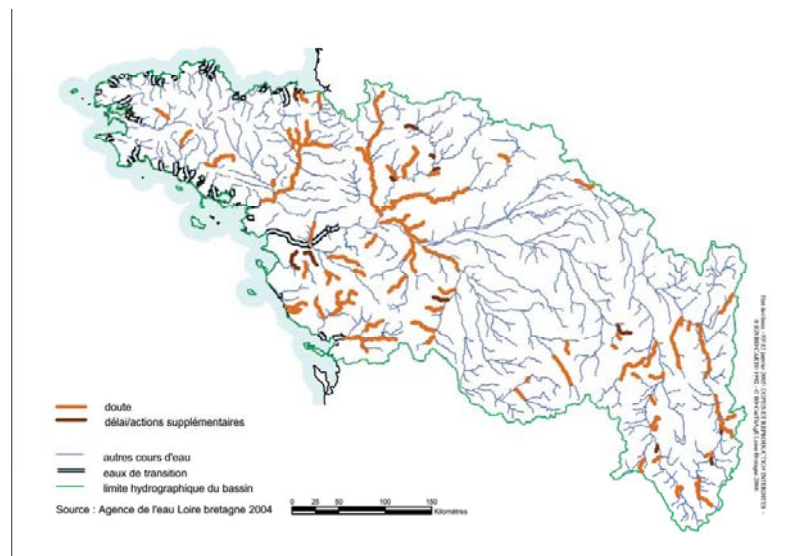 doute
délai/actions supplémentaires
autres cours d'eau
eaux de transition
limite hydrographique du bassin
Source : Agence de l'eau Loire bretagne 2004
0 25 50 100 150
Kilomètres